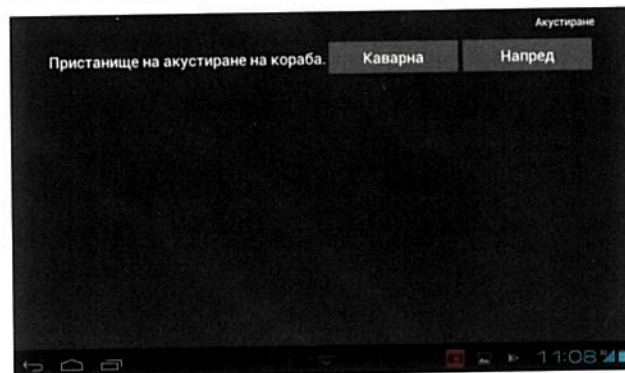 Акустиране
Пристанище на акустиране на кораба. Каварна Напред
11:08